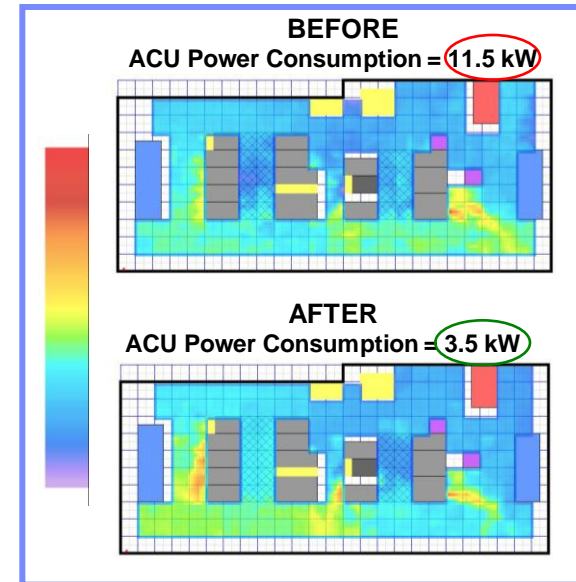 BEFORE
ACU Power Consumption = 11.5 kW
AFTER
ACU Power Consumption = 3.5 kW